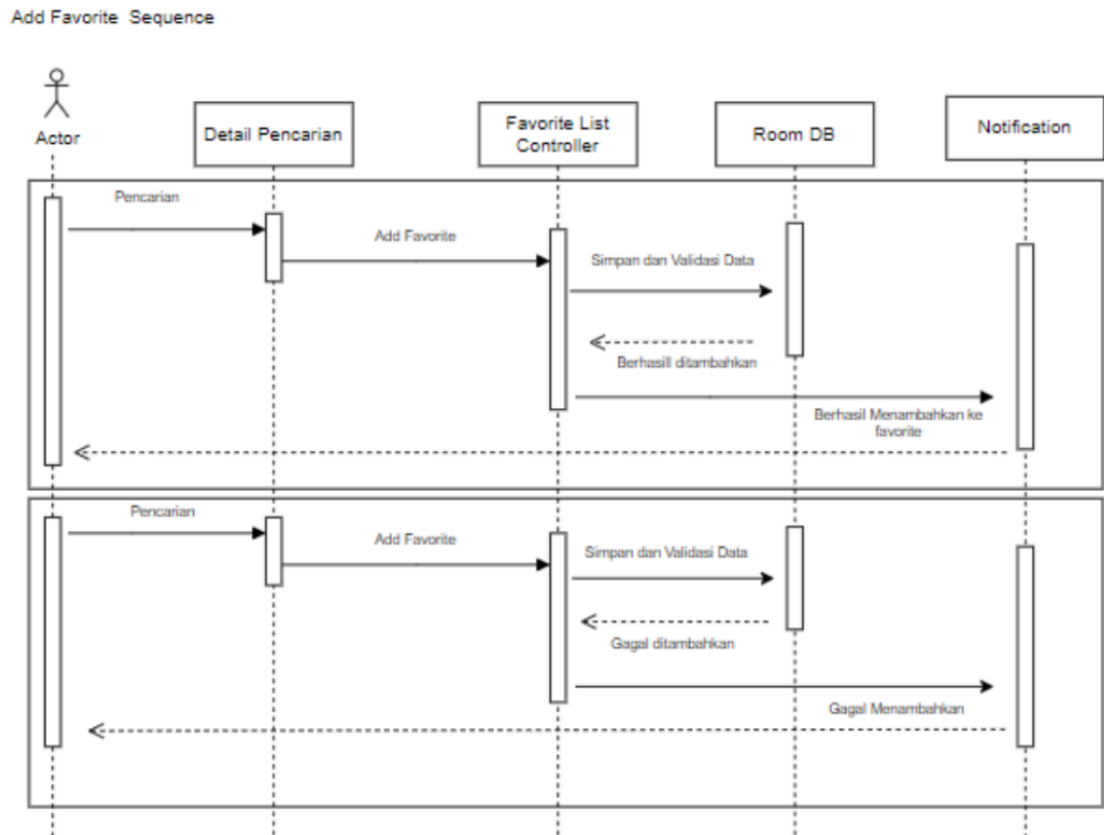 Add Favorite Sequence
Actor
Detail Pencarian
Favorite List
Controller
Room DB
Notification
Pencarian
Add Favorite
Simpan dan Validasi Data
Berhasill ditambahkan
Berhasil Menambahkan ke
favorite
Pencarian
Add Favorite
Simpan dan Validasi Data
Gagal ditambahkan
Gagal Menambahkan